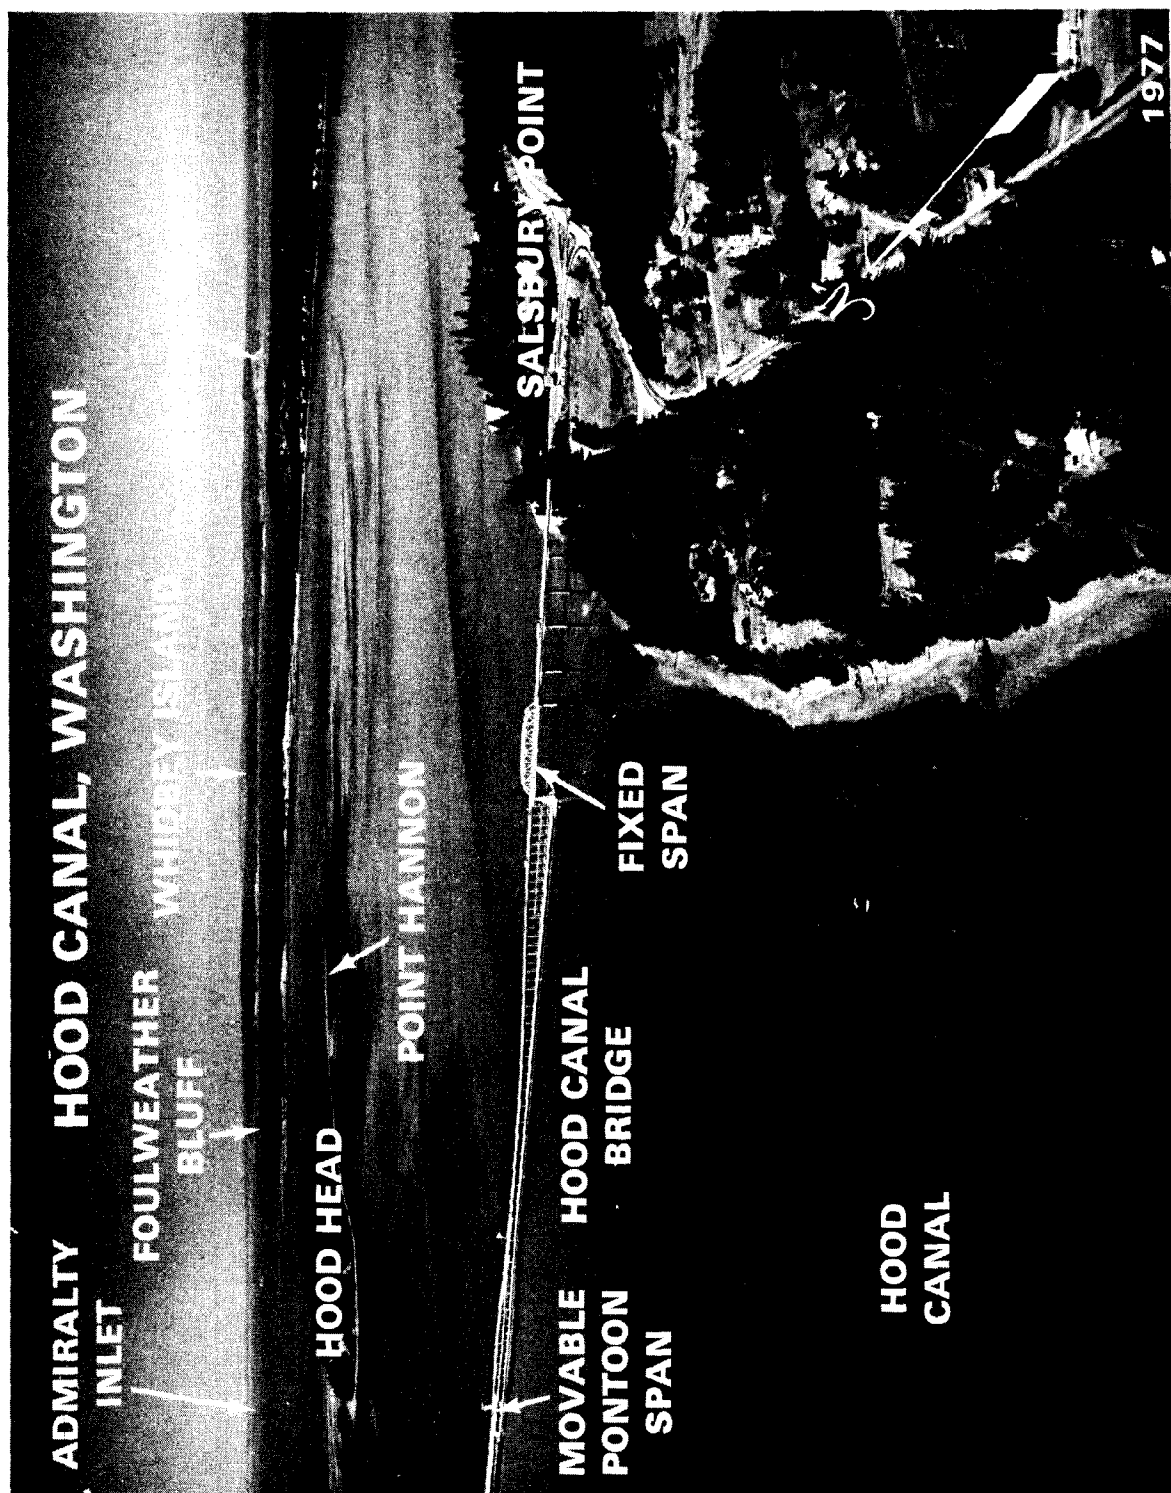 HOOD CANAL, WASHINGTON
ADMIRALTY
INLET
FOULWEATHER
BLUFF
WHIDBEY ISLAND
HOOD HEAD
POINT HANNON
SALSBURY POINT
MOVABLE
PONTOON
SPAN
HOOD CANAL
BRIDGE
FIXED
SPAN
HOOD
CANAL
1977